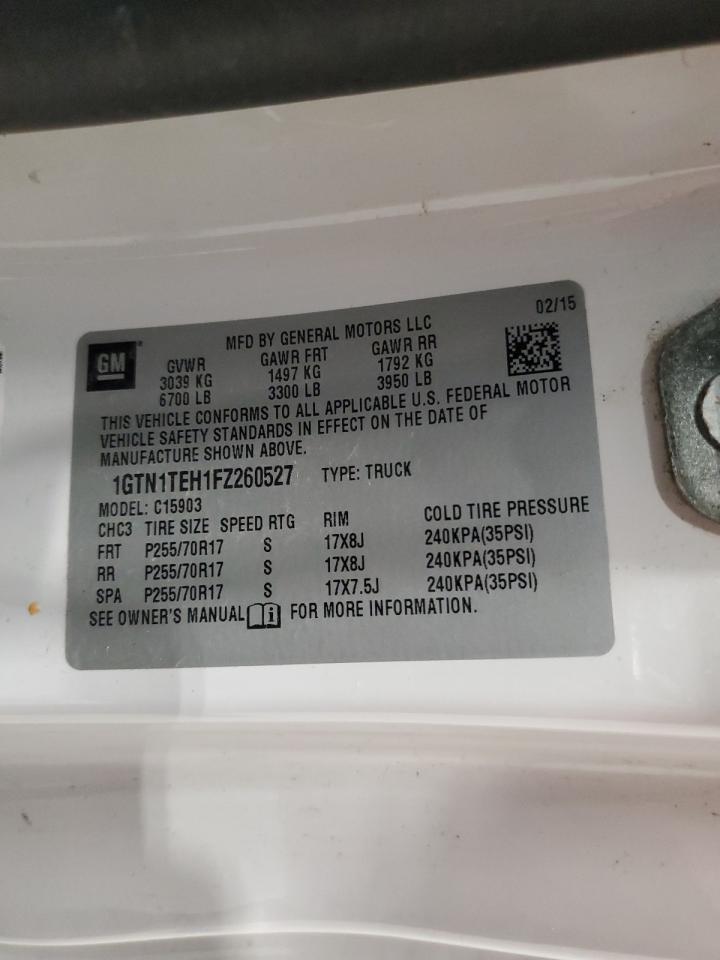 02/15
MFD BY GENERAL MOTORS LLC
GM
GVWR GAWR FRT GAWR RR
3039 KG 1497 KG 1792 KG
6700 LB 3300 LB 3950 LB
THIS VEHICLE CONFORMS TO ALL APPLICABLE U.S. FEDERAL MOTOR
VEHICLE SAFETY STANDARDS IN EFFECT ON THE DATE OF
MANUFACTURE SHOWN ABOVE.
1GTN1TEH1FZ260527 TYPE: TRUCK
MODEL: C15903
CHC3 TIRE SIZE SPEED RTG RIM COLD TIRE PRESSURE
FRT P255/70R17 S 17X8J 240KPA(35PSI)
RR P255/70R17 S 17X8J 240KPA(35PSI)
SPA P255/70R17 S 17X7.5J 240KPA(35PSI)
SEE OWNER'S MANUAL i FOR MORE INFORMATION.